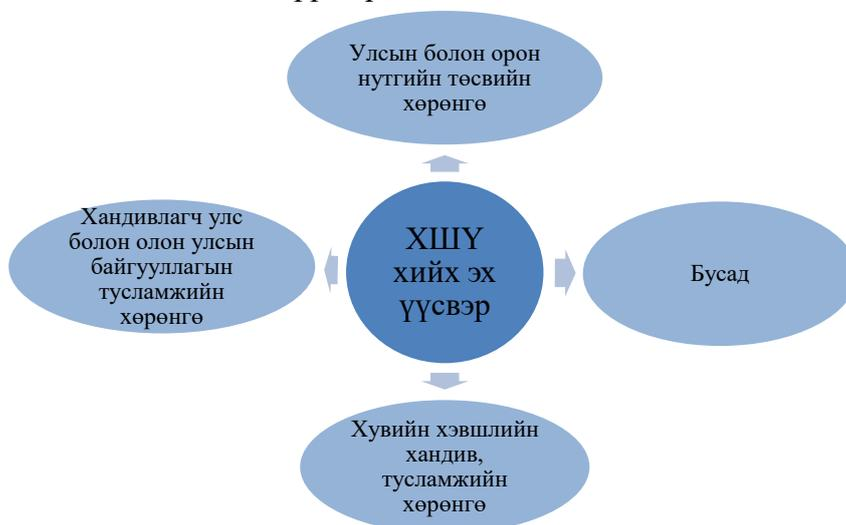 Улсын болон орон
нутгийн төсвийн
хөрөнгө
Хандивлагч улс
болон олон улсын
байгууллагын
тусламжийн
хөрөнгө
ХШҮ
хийх эх
үүсвэр
Бусад
Хувийн хэвшлийн
хандив,
тусламжийн
хөрөнгө